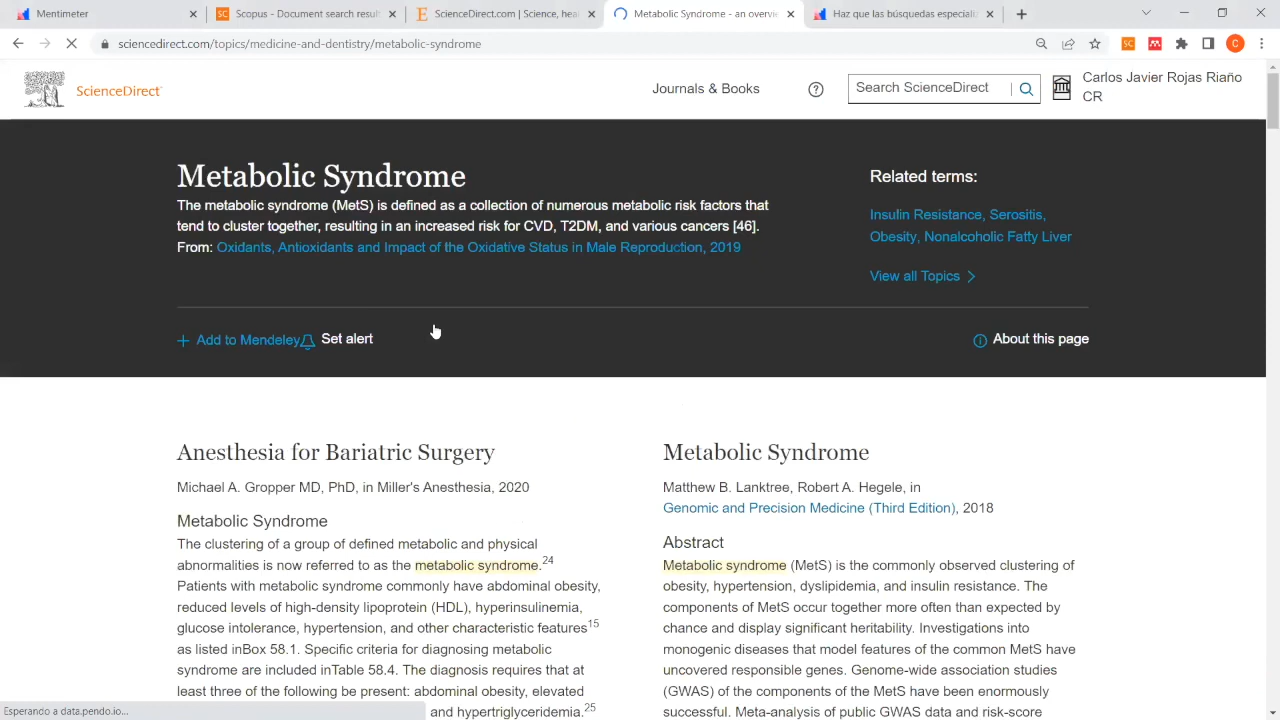 Mentimeter
Scopus - Document search result
ScienceDirect.com | Science, hea
Metabolic Syndrome - an overvie
Haz que las búsquedas especiali
sciencedirect.com/topics/medicine-and-dentistry/metabolic-syndrome
ScienceDirect
Journals & Books
Search ScienceDirect
Carlos Javier Rojas Riaño
CR
Metabolic Syndrome
The metabolic syndrome (MetS) is defined as a collection of numerous metabolic risk factors that
tend to cluster together, resulting in an increased risk for CVD, T2DM, and various cancers [46].
From: Oxidants, Antioxidants and Impact of the Oxidative Status in Male Reproduction, 2019
Related terms:
Insulin Resistance, Serositis,
Obesity, Nonalcoholic Fatty Liver
View all Topics
Add to Mendeley
Set alert
About this page
Anesthesia for Bariatric Surgery
Michael A. Gropper MD, PhD, in Miller's Anesthesia, 2020
Metabolic Syndrome
The clustering of a group of defined metabolic and physical
abnormalities is now referred to as the metabolic syndrome.24
Patients with metabolic syndrome commonly have abdominal obesity,
reduced levels of high-density lipoprotein (HDL), hyperinsulinemia,
glucose intolerance, hypertension, and other characteristic features15
as listed inBox 58.1. Specific criteria for diagnosing metabolic
syndrome are included inTable 58.4. The diagnosis requires that at
least three of the following be present: abdominal obesity, elevated
and hypertriglyceridemia.25
Metabolic Syndrome
Matthew B. Lanktree, Robert A. Hegele, in
Genomic and Precision Medicine (Third Edition), 2018
Abstract
Metabolic syndrome (MetS) is the commonly observed clustering of
obesity, hypertension, dyslipidemia, and insulin resistance. The
components of MetS occur together more often than expected by
chance and display significant heritability. Investigations into
monogenic diseases that model features of the common MetS have
uncovered responsible genes. Genome-wide association studies
(GWAS) of the components of the MetS have been enormously
successful. Meta-analysis of public GWAS data and risk-score
Esperando a data.pendo.io...